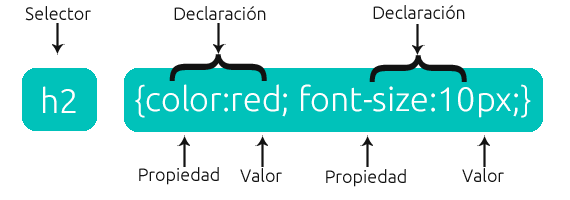 Selector Declaración Declaración
h2 {color:red; font-size:10px;}
Propiedad Valor Propiedad Valor